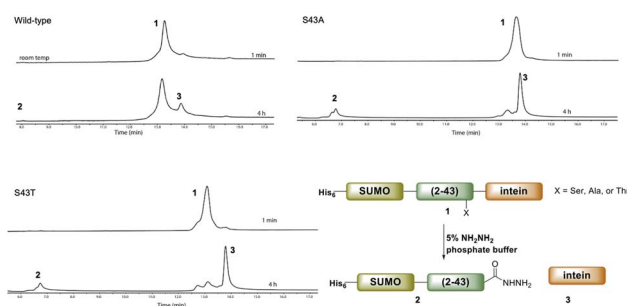 Wild-type
1
room temp
1 min
3
2
4 h
Time (min)
S43A
1
1 min
3
2
4 h
Time (min)
S43T
1
1 min
3
2
4 h
Time (min)
His6 SUMO (2-43) intein X = Ser, Ala, or Thr
1 X
5% NH2NH2
phosphate buffer
O
His6 SUMO (2-43) NHNH2 intein
2 3